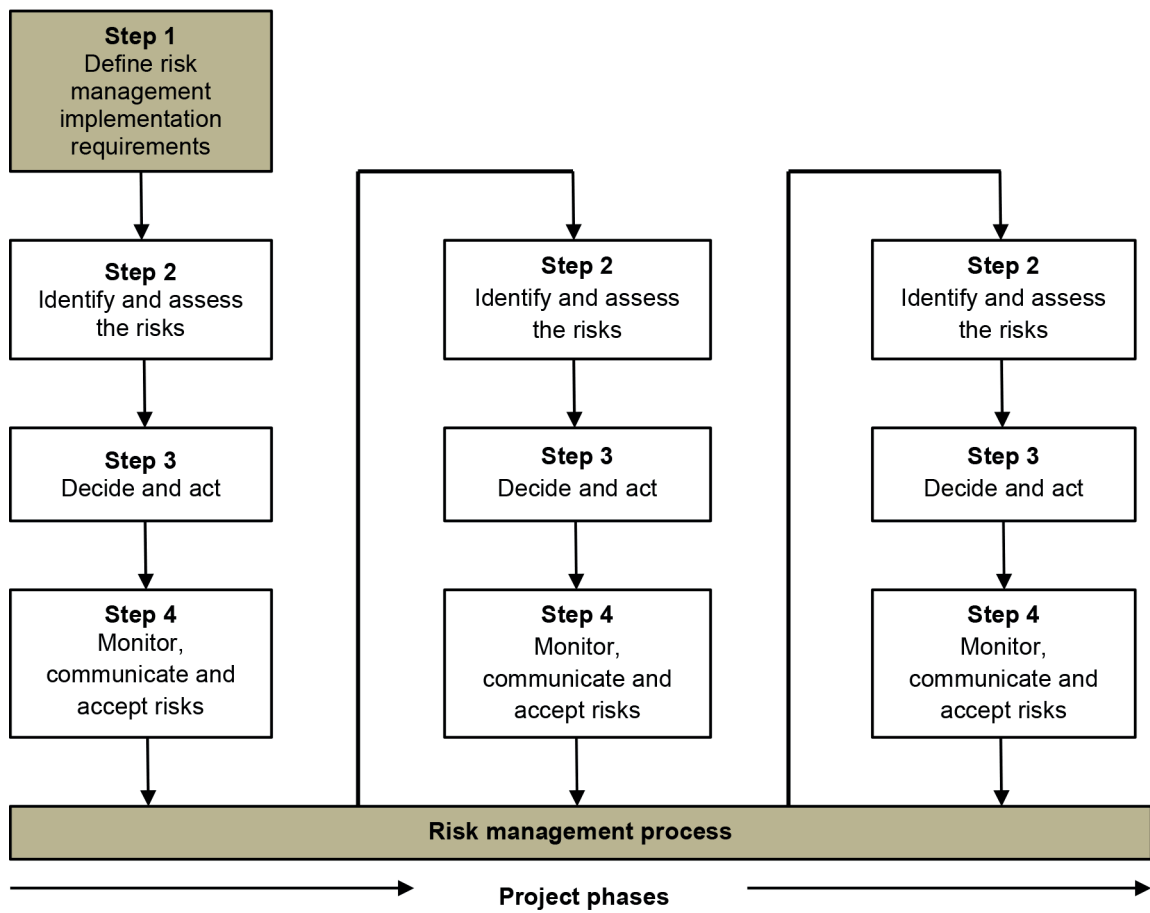 Step 1
Define risk
management
implementation
requirements
Step 2
Identify and assess
the risks
Step 3
Decide and act
Step 4
Monitor,
communicate and
accept risks
Step 2
Identify and assess
the risks
Step 3
Decide and act
Step 4
Monitor,
communicate and
accept risks
Step 2
Identify and assess
the risks
Step 3
Decide and act
Step 4
Monitor,
communicate and
accept risks
Risk management process
Project phases